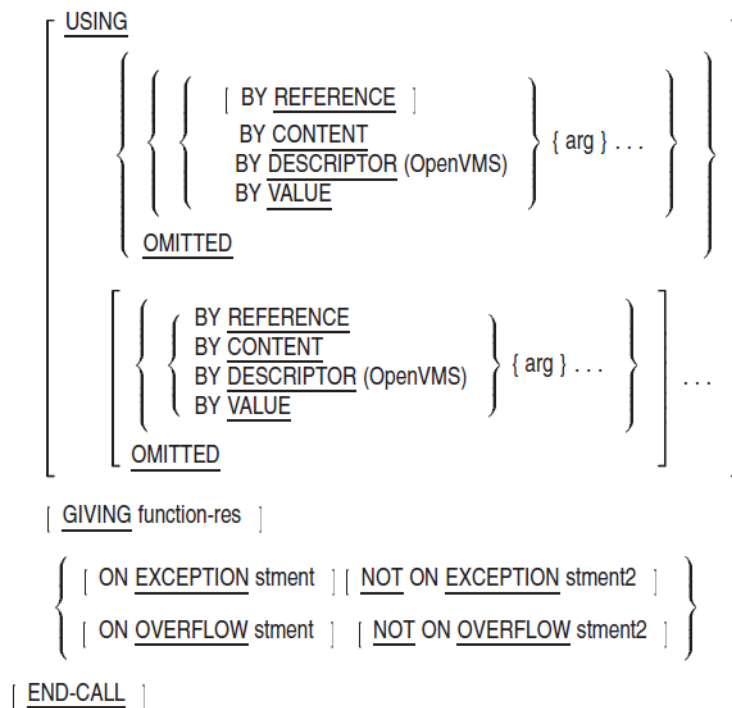 [ USING
[ BY REFERENCE ]
BY CONTENT
BY DESCRIPTOR (OpenVMS)
BY VALUE
{ arg } . . .
OMITTED
BY REFERENCE
BY CONTENT
BY DESCRIPTOR (OpenVMS)
BY VALUE
{ arg } . . .
. . .
OMITTED
[ GIVING function-res ]
[ ON EXCEPTION stment ] [ NOT ON EXCEPTION stment2 ]
[ ON OVERFLOW stment ] [ NOT ON OVERFLOW stment2 ]
[ END-CALL ]